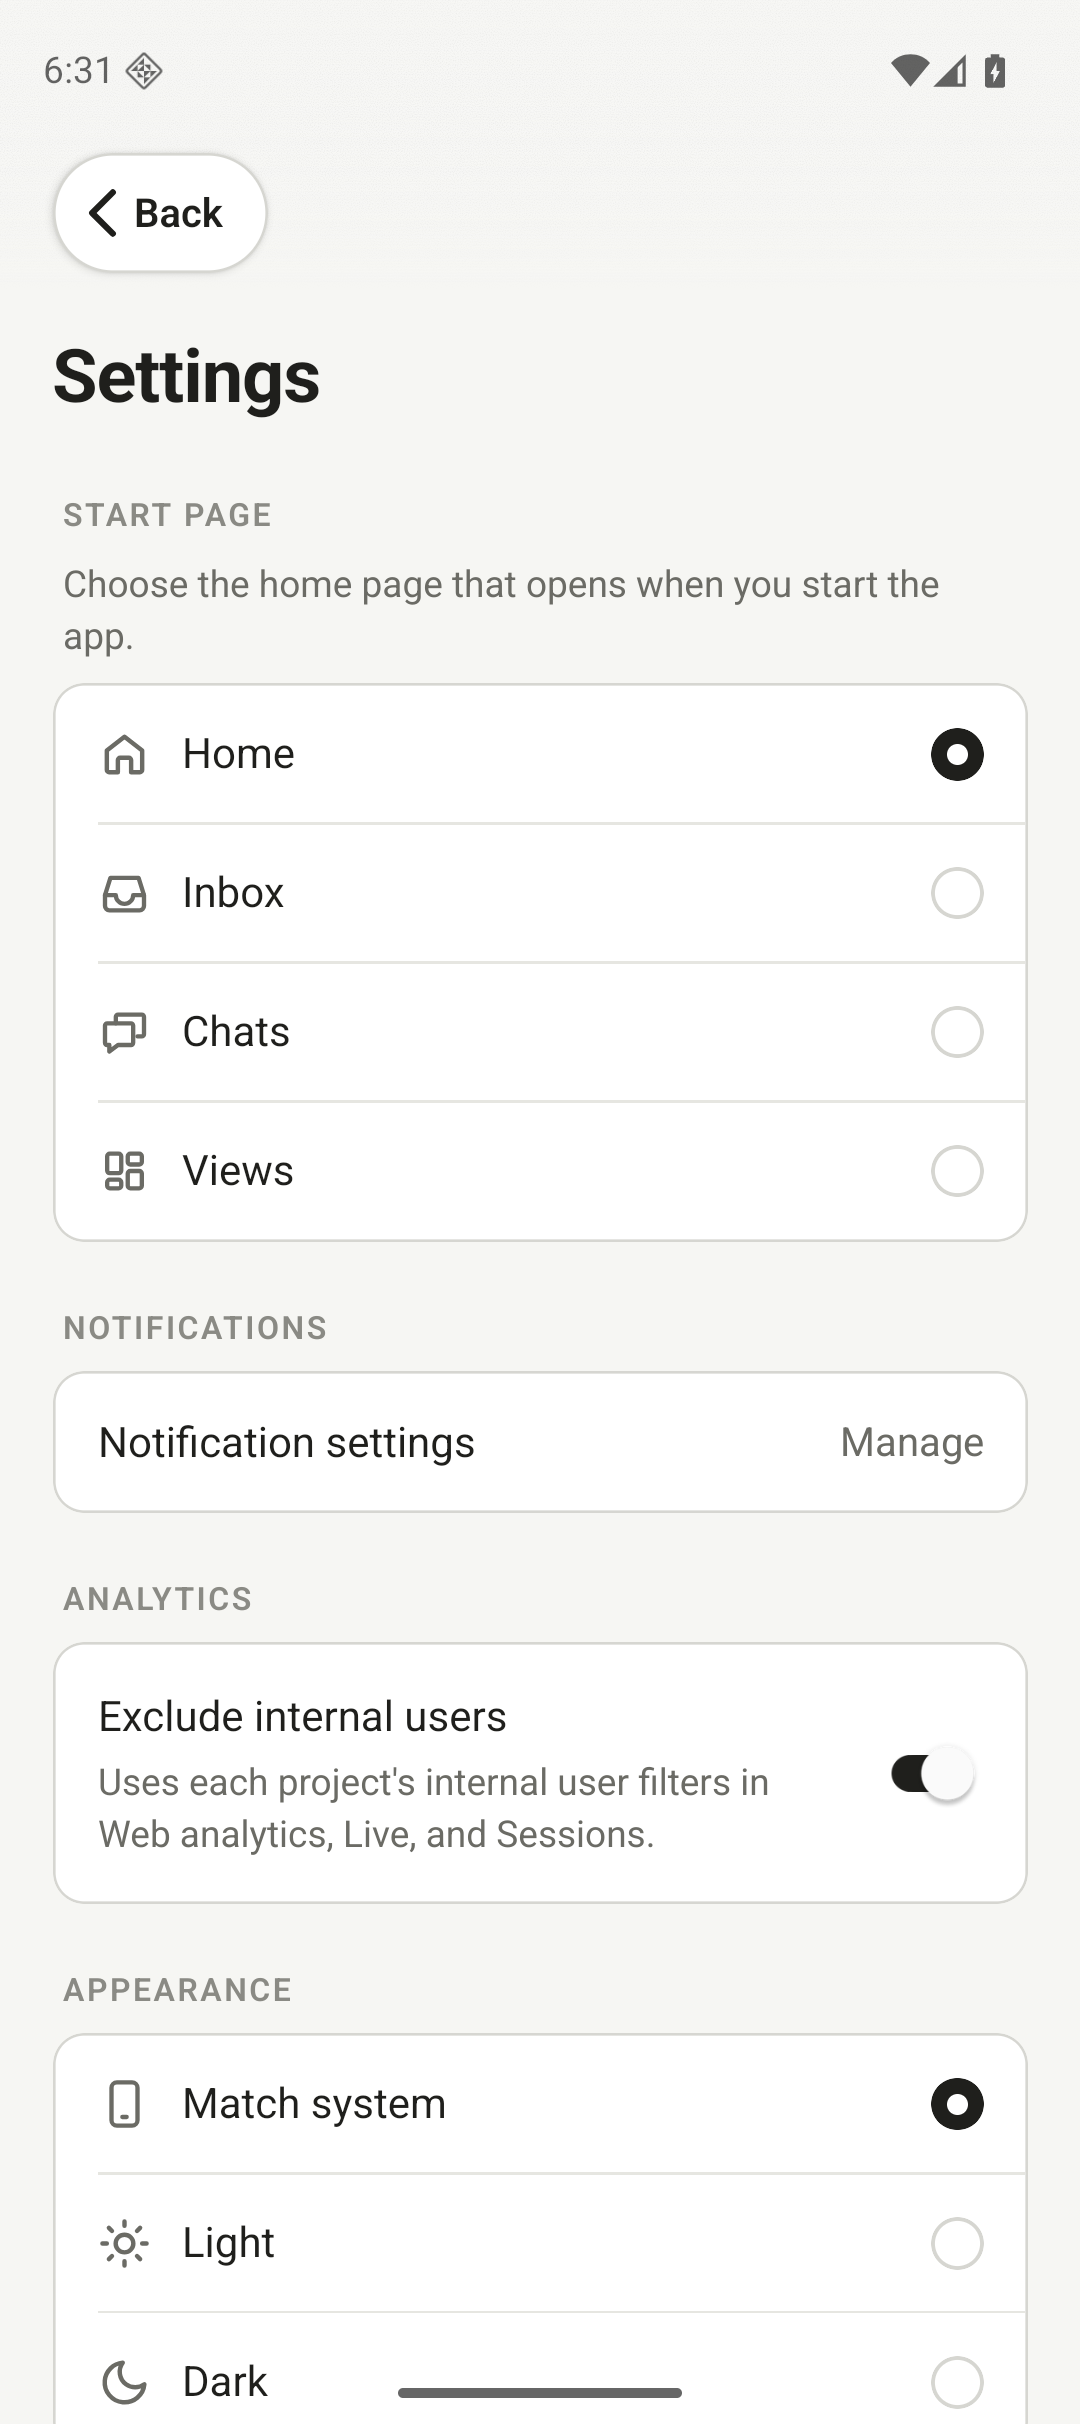 6:31
Back
Settings
START PAGE
Choose the home page that opens when you start the
app.
Home
Inbox
Chats
Views
NOTIFICATIONS
Notification settings
Manage
ANALYTICS
Exclude internal users
Uses each project's internal user filters in
Web analytics, Live, and Sessions.
APPEARANCE
Match system
Light
Dark